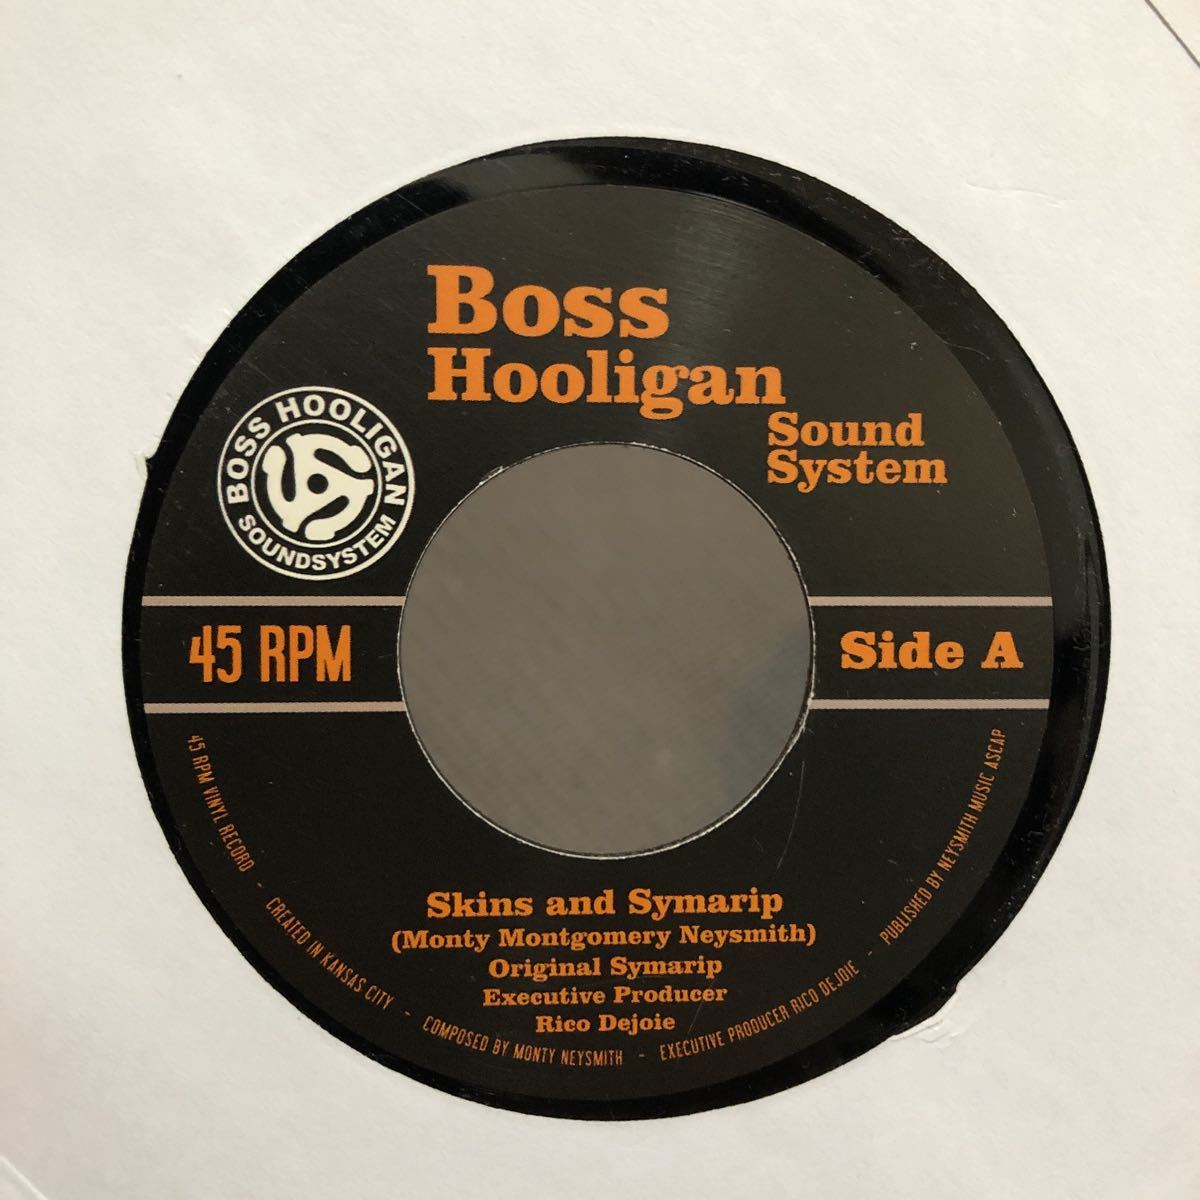 Boss
Hooligan
Sound
System
BOSS HOOLIGAN
SOUNDSYSTEM
45 RPM
Side A
Skins and Symarip
(Monty Montgomery Neysmith)
Original Symarip
Executive Producer
Rico Dejoie
45 RPM VINYL RECORD - CREATED IN KANSAS CITY - COMPOSED BY MONTY NEYSMITH - EXECUTIVE PRODUCER RICO DEJOIE - PUBLISHED BY NEYSMITH MUSIC ASCAP